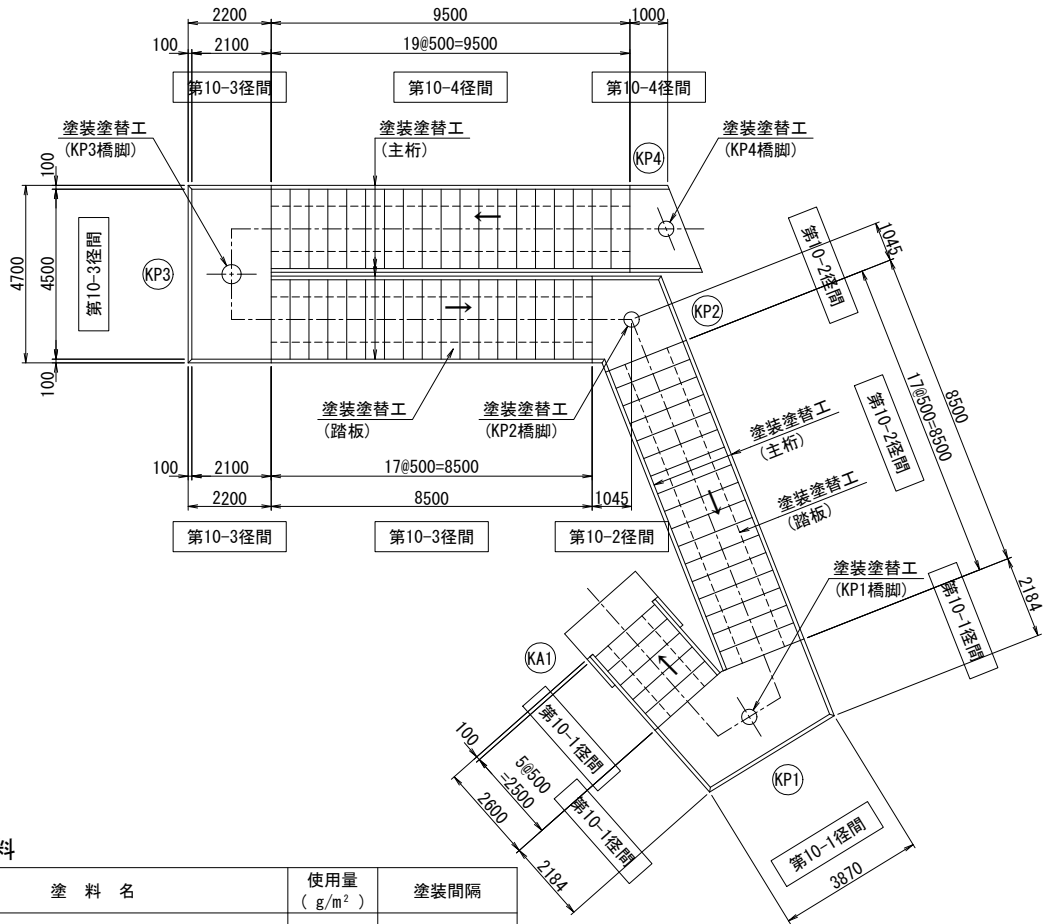 2200
9500
1000
100
2100
19@500=9500
第10-3径間
第10-4径間
第10-4径間
塗装塗替工
(KP3橋脚)
塗装塗替工
(主桁)
塗装塗替工
(KP4橋脚)
KP4
100
4700
4500
第10-3径間
KP3
100
第10-2径間
1045
KP2
17@500=8500
8500
第10-2径間
塗装塗替工
(踏板)
塗装塗替工
(KP2橋脚)
塗装塗替工
(主桁)
塗装塗替工
(踏板)
100
2100
17@500=8500
2200
8500
1045
第10-3径間
第10-3径間
第10-2径間
塗装塗替工
(KP1橋脚)
2184
第10-1径間
KA1
第10-1径間
100
5@500
=2500
2600
第10-1径間
2184
KP1
第10-1径間
3870
料
塗 料 名
使用量
( g/m² )
塗装間隔